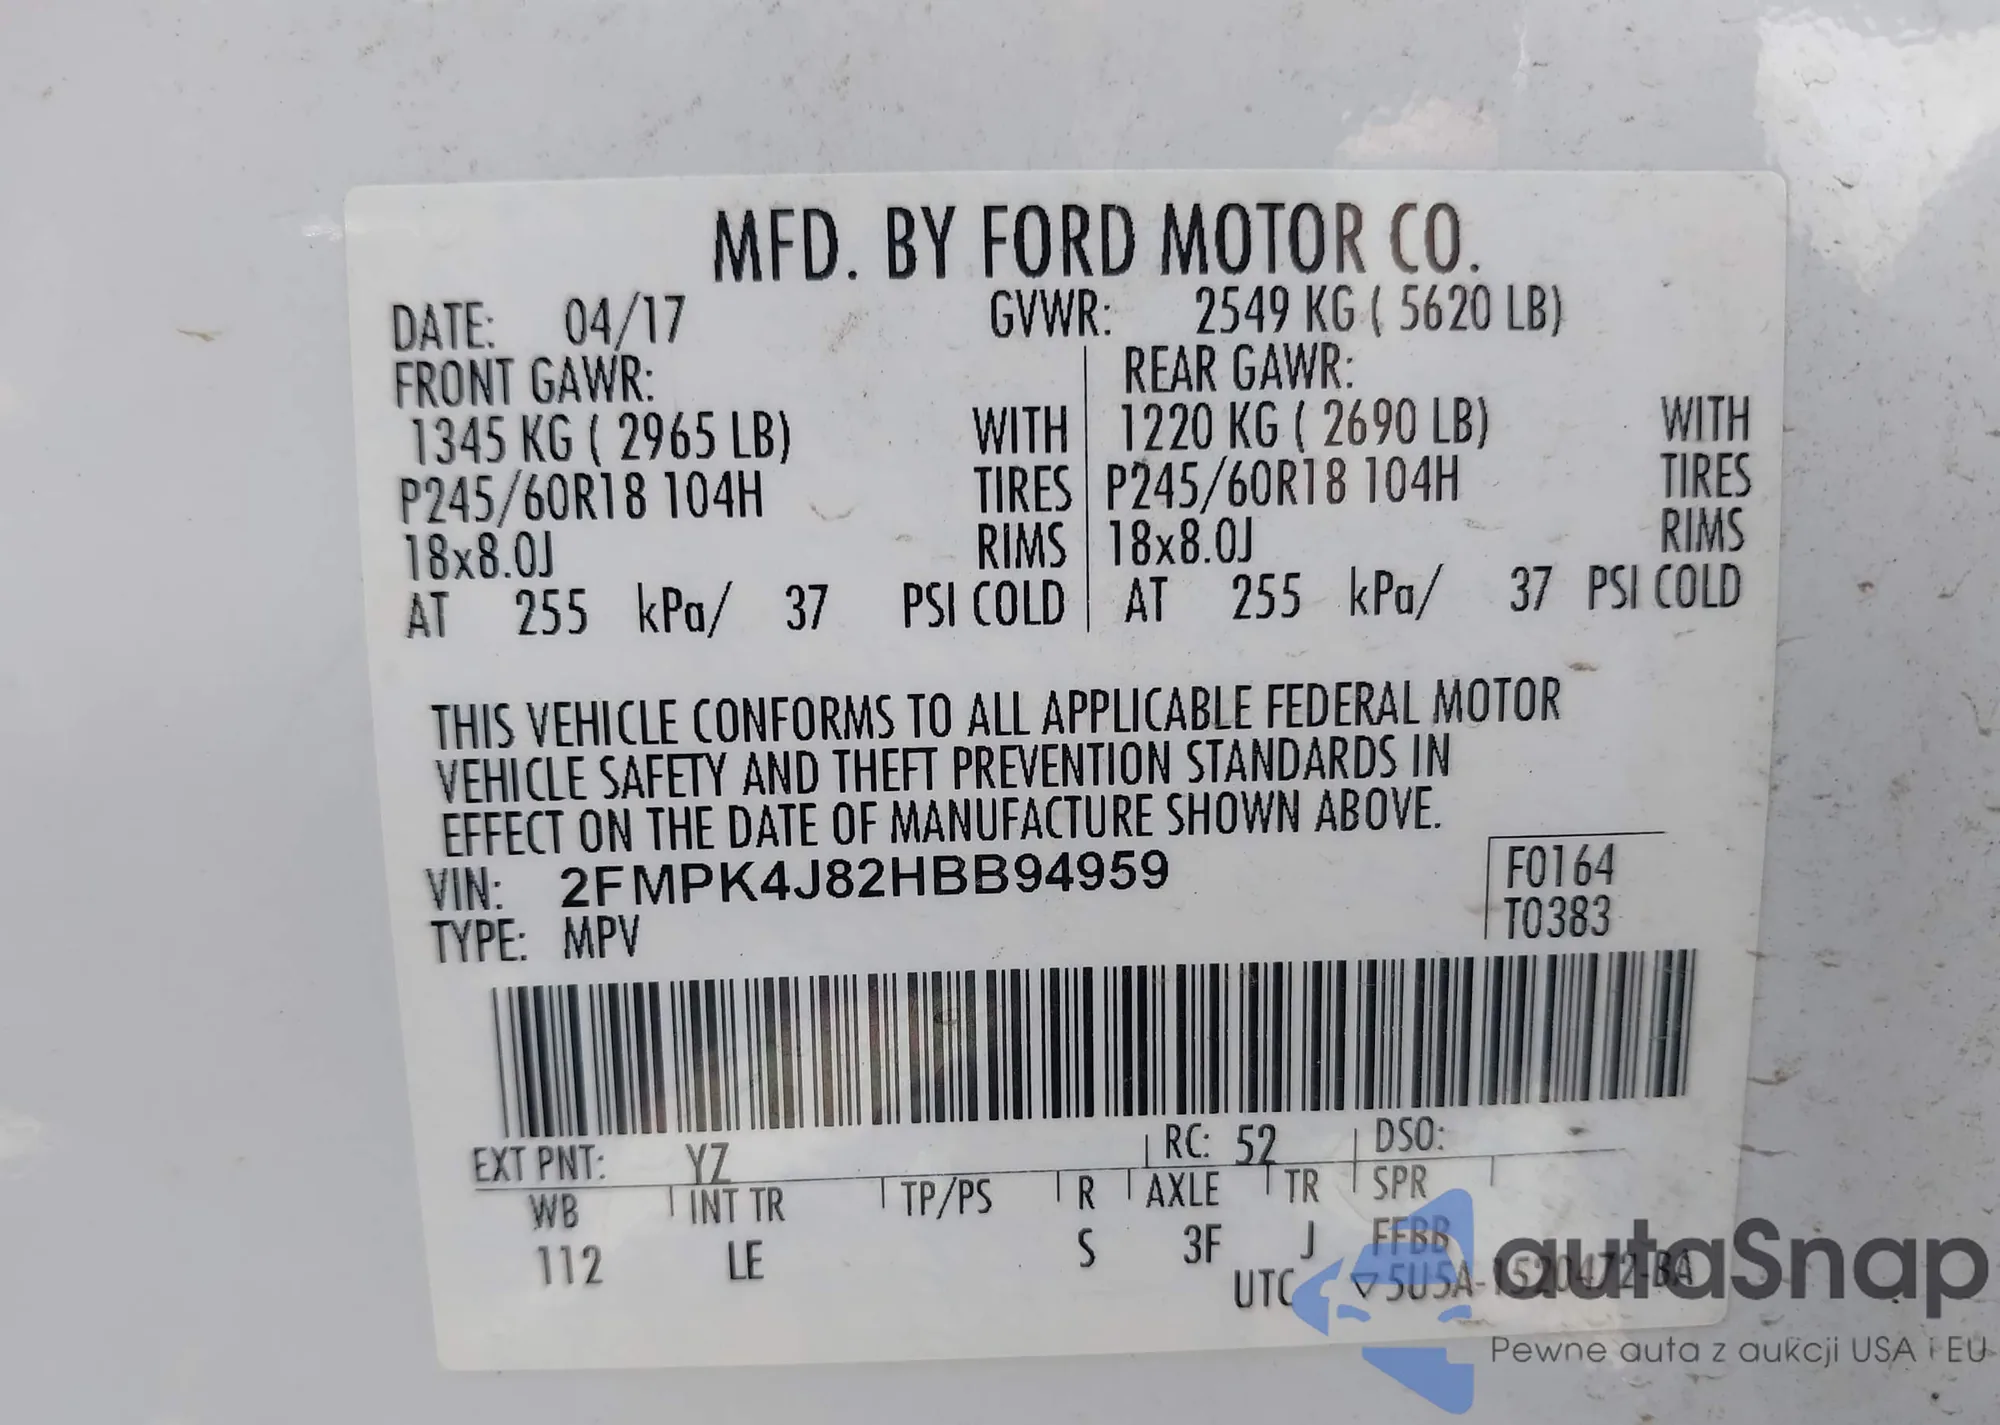 MFD. BY FORD MOTOR CO.
DATE: 04/17 GVWR: 2549 KG ( 5620 LB)
FRONT GAWR: REAR GAWR:
1345 KG ( 2965 LB) WITH 1220 KG ( 2690 LB) WITH
P245/60R18 104H TIRES P245/60R18 104H TIRES
18x8.0J RIMS 18x8.0J RIMS
AT 255 kPa/ 37 PSI COLD AT 255 kPa/ 37 PSI COLD
THIS VEHICLE CONFORMS TO ALL APPLICABLE FEDERAL MOTOR
VEHICLE SAFETY AND THEFT PREVENTION STANDARDS IN
EFFECT ON THE DATE OF MANUFACTURE SHOWN ABOVE.
VIN: 2FMPK4J82HBB94959 F0164
TYPE: MPV T0383
EXT PNT: YZ RC: 52 DSO:
WB INT TR TP/PS R AXLE TR SPR
112 LE S 3F J FFBB
UTC ▽5U5A-1520472-BA
autaSnap
Pewne auta z aukcji USA i EU